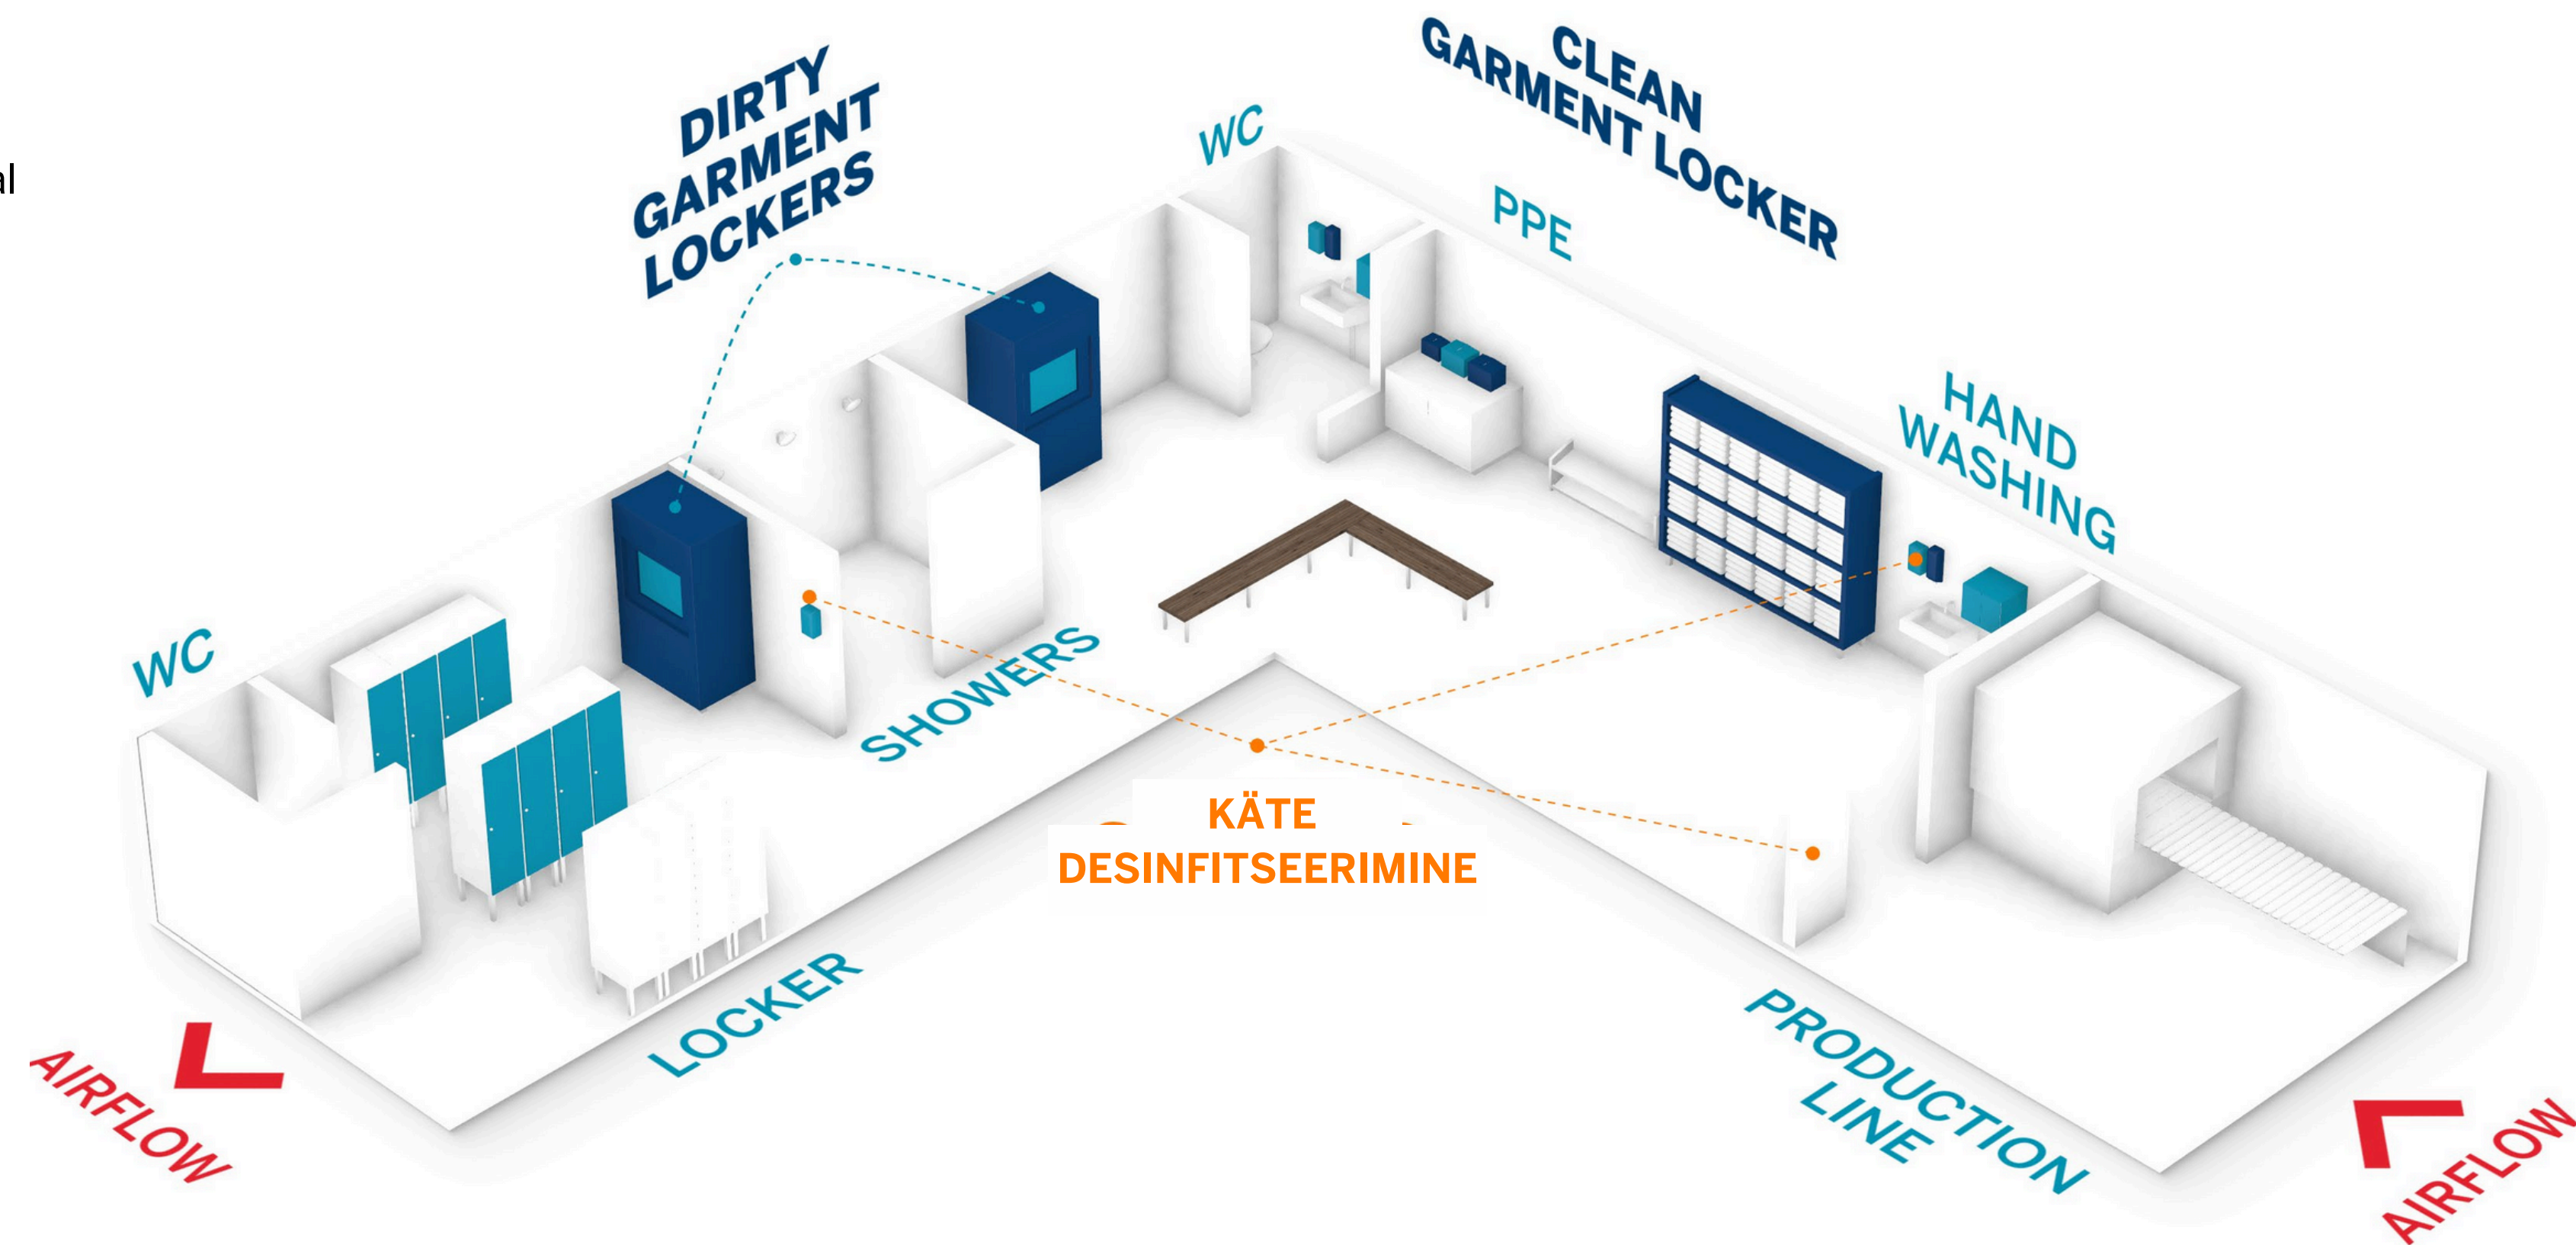 al
DIRTY
GARMENT
LOCKERS
WC
CLEAN
GARMENT LOCKER
PPE
HAND
WASHING
WC
SHOWERS
KÄTE
DESINFITSEERIMINE
LOCKER
PRODUCTION
LINE
AIRFLOW
AIRFLOW